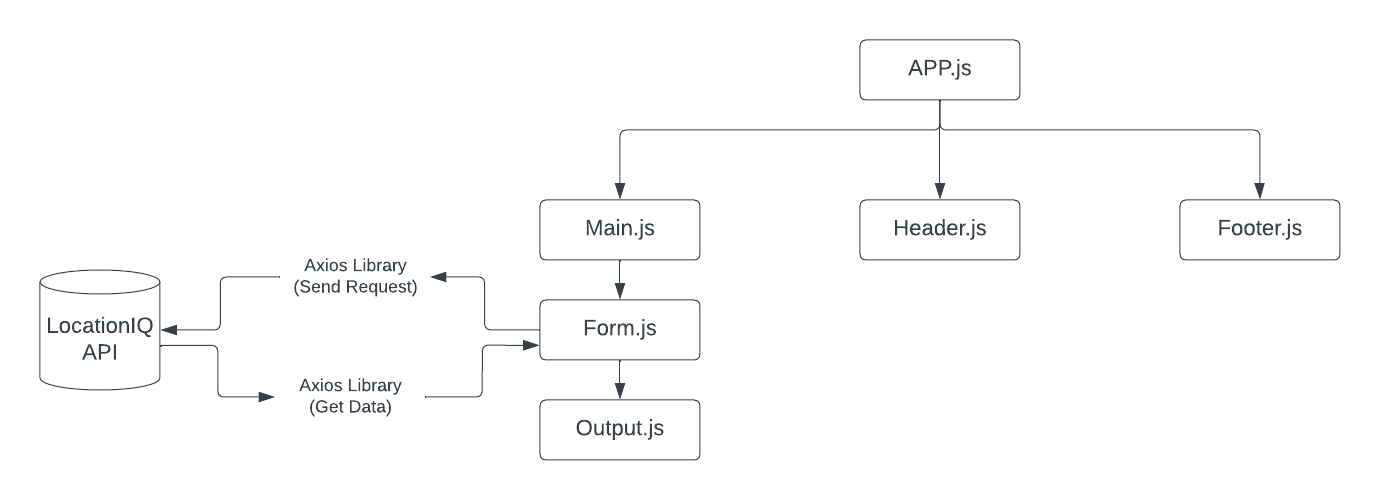 APP.js
Main.js
Header.js
Footer.js
Axios Library
(Send Request)
LocationIQ
API
Form.js
Axios Library
(Get Data)
Output.js